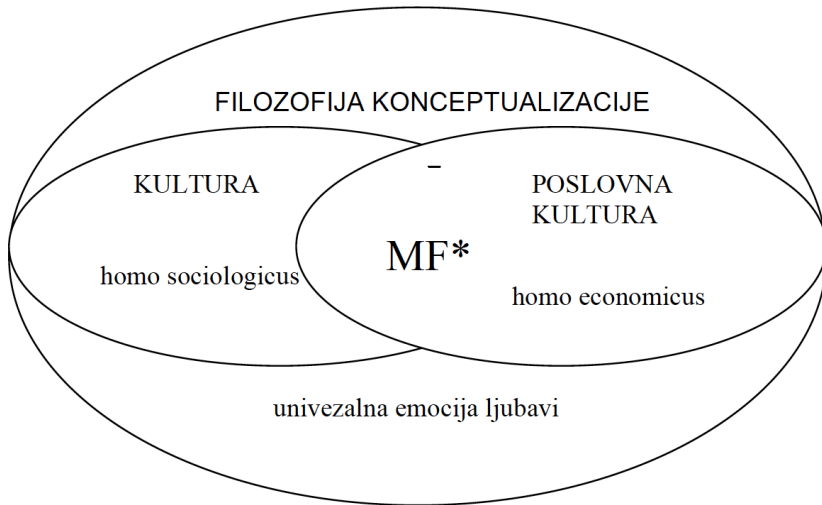 FILOZOFIJA KONCEPTUALIZACIJE
–
KULTURA
POSLOVNA
KULTURA
MF*
homo sociologicus
homo economicus
univezalna emocija ljubavi